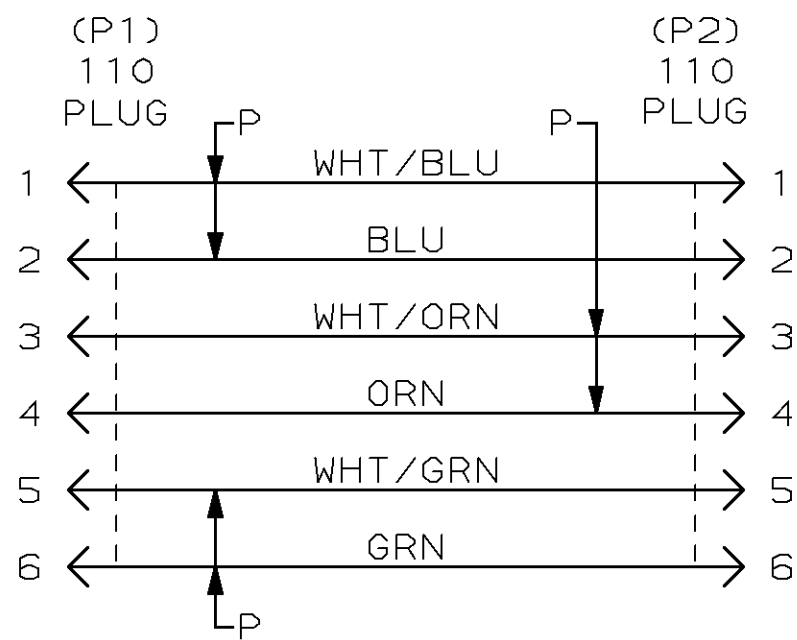 (P1) (P2)
110 110
PLUG PLUG
P P
1 WHT/BLU 1
2 BLU 2
3 WHT/ORN 3
4 ORN 4
5 WHT/GRN 5
6 GRN 6
P